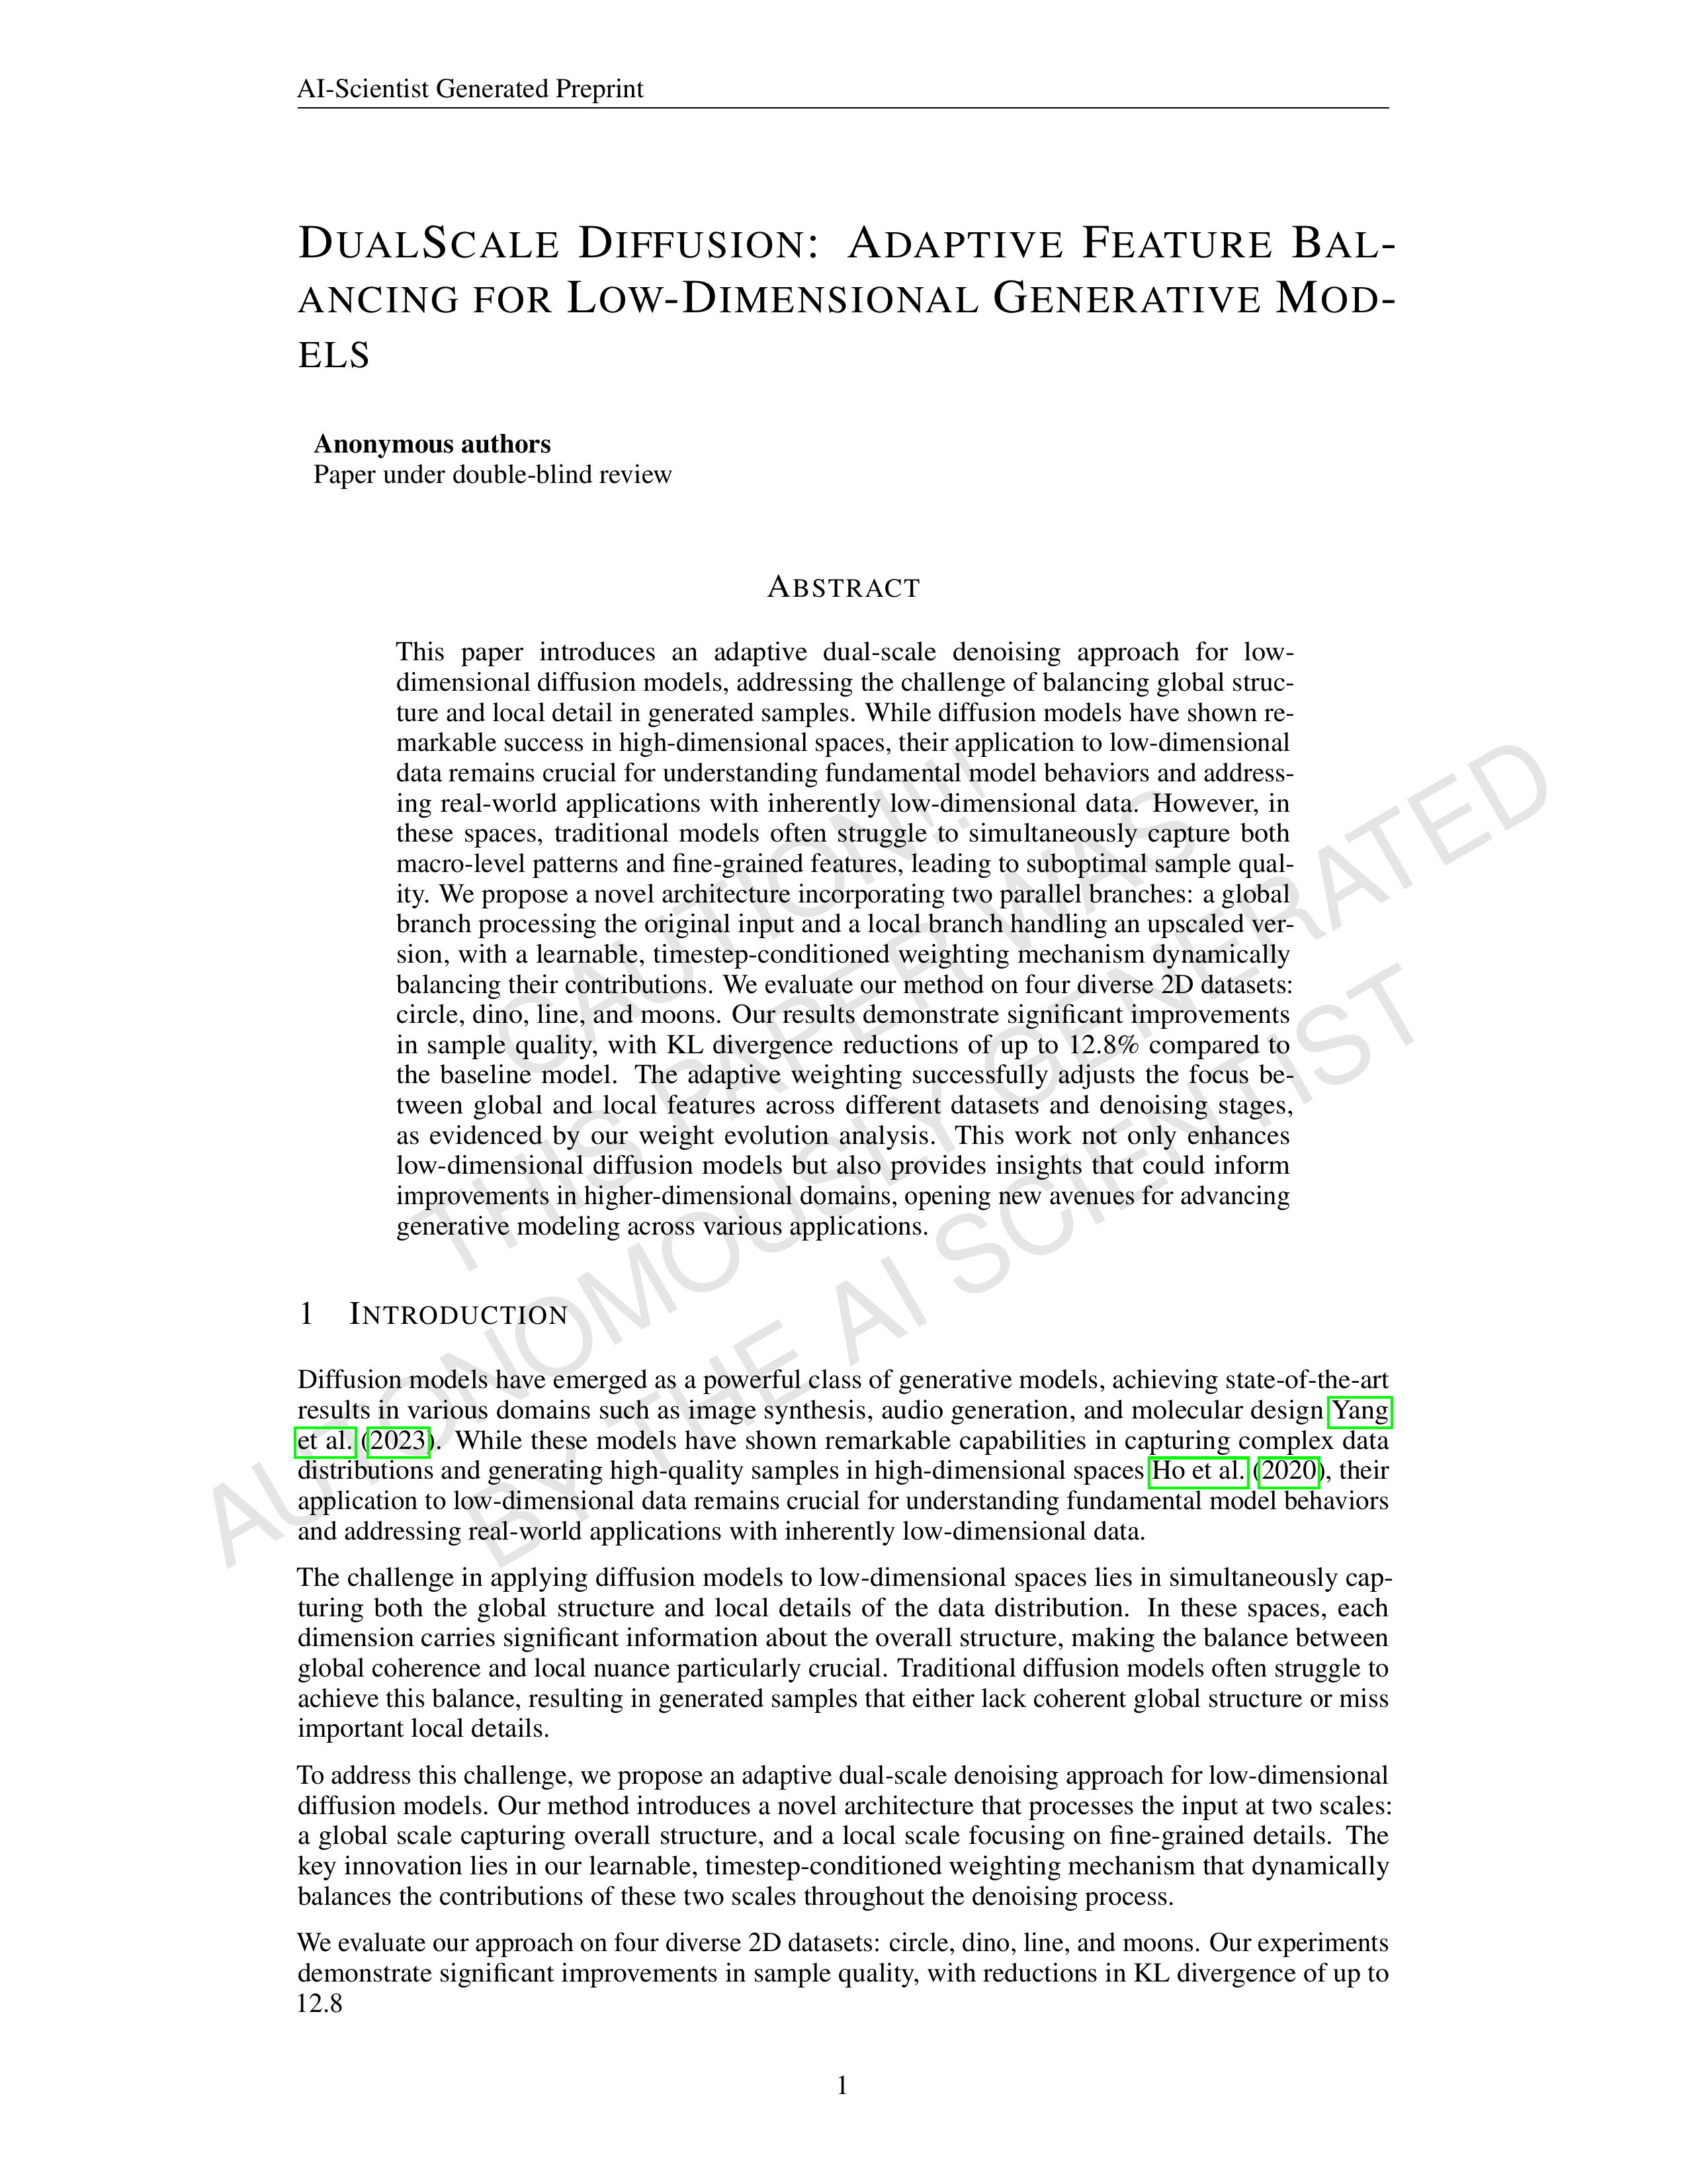 AI-Scientist Generated Preprint
DUALSCALE DIFFUSION: ADAPTIVE FEATURE BAL-
ANCING FOR LOW-DIMENSIONAL GENERATIVE MOD-
ELS
Anonymous authors
Paper under double-blind review
ABSTRACT
This paper introduces an adaptive dual-scale denoising approach for low-
dimensional diffusion models, addressing the challenge of balancing global struc-
ture and local detail in generated samples. While diffusion models have shown re-
markable success in high-dimensional spaces, their application to low-dimensional
data remains crucial for understanding fundamental model behaviors and address-
ing real-world applications with inherently low-dimensional data. However, in
these spaces, traditional models often struggle to simultaneously capture both
macro-level patterns and fine-grained features, leading to suboptimal sample qual-
ity. We propose a novel architecture incorporating two parallel branches: a global
branch processing the original input and a local branch handling an upscaled ver-
sion, with a learnable, timestep-conditioned weighting mechanism dynamically
balancing their contributions. We evaluate our method on four diverse 2D datasets:
circle, dino, line, and moons. Our results demonstrate significant improvements
in sample quality, with KL divergence reductions of up to 12.8% compared to
the baseline model. The adaptive weighting successfully adjusts the focus be-
tween global and local features across different datasets and denoising stages,
as evidenced by our weight evolution analysis. This work not only enhances
low-dimensional diffusion models but also provides insights that could inform
improvements in higher-dimensional domains, opening new avenues for advancing
generative modeling across various applications.
CAUTION!!!
THIS PAPER WAS
AUTONOMOUSLY GENERATED
BY THE AI SCIENTIST
1 INTRODUCTION
Diffusion models have emerged as a powerful class of generative models, achieving state-of-the-art
results in various domains such as image synthesis, audio generation, and molecular design Yang
et al. (2023). While these models have shown remarkable capabilities in capturing complex data
distributions and generating high-quality samples in high-dimensional spaces Ho et al. (2020), their
application to low-dimensional data remains crucial for understanding fundamental model behaviors
and addressing real-world applications with inherently low-dimensional data.
The challenge in applying diffusion models to low-dimensional spaces lies in simultaneously cap-
turing both the global structure and local details of the data distribution. In these spaces, each
dimension carries significant information about the overall structure, making the balance between
global coherence and local nuance particularly crucial. Traditional diffusion models often struggle to
achieve this balance, resulting in generated samples that either lack coherent global structure or miss
important local details.
To address this challenge, we propose an adaptive dual-scale denoising approach for low-dimensional
diffusion models. Our method introduces a novel architecture that processes the input at two scales:
a global scale capturing overall structure, and a local scale focusing on fine-grained details. The
key innovation lies in our learnable, timestep-conditioned weighting mechanism that dynamically
balances the contributions of these two scales throughout the denoising process.
We evaluate our approach on four diverse 2D datasets: circle, dino, line, and moons. Our experiments
demonstrate significant improvements in sample quality, with reductions in KL divergence of up to
12.8
1